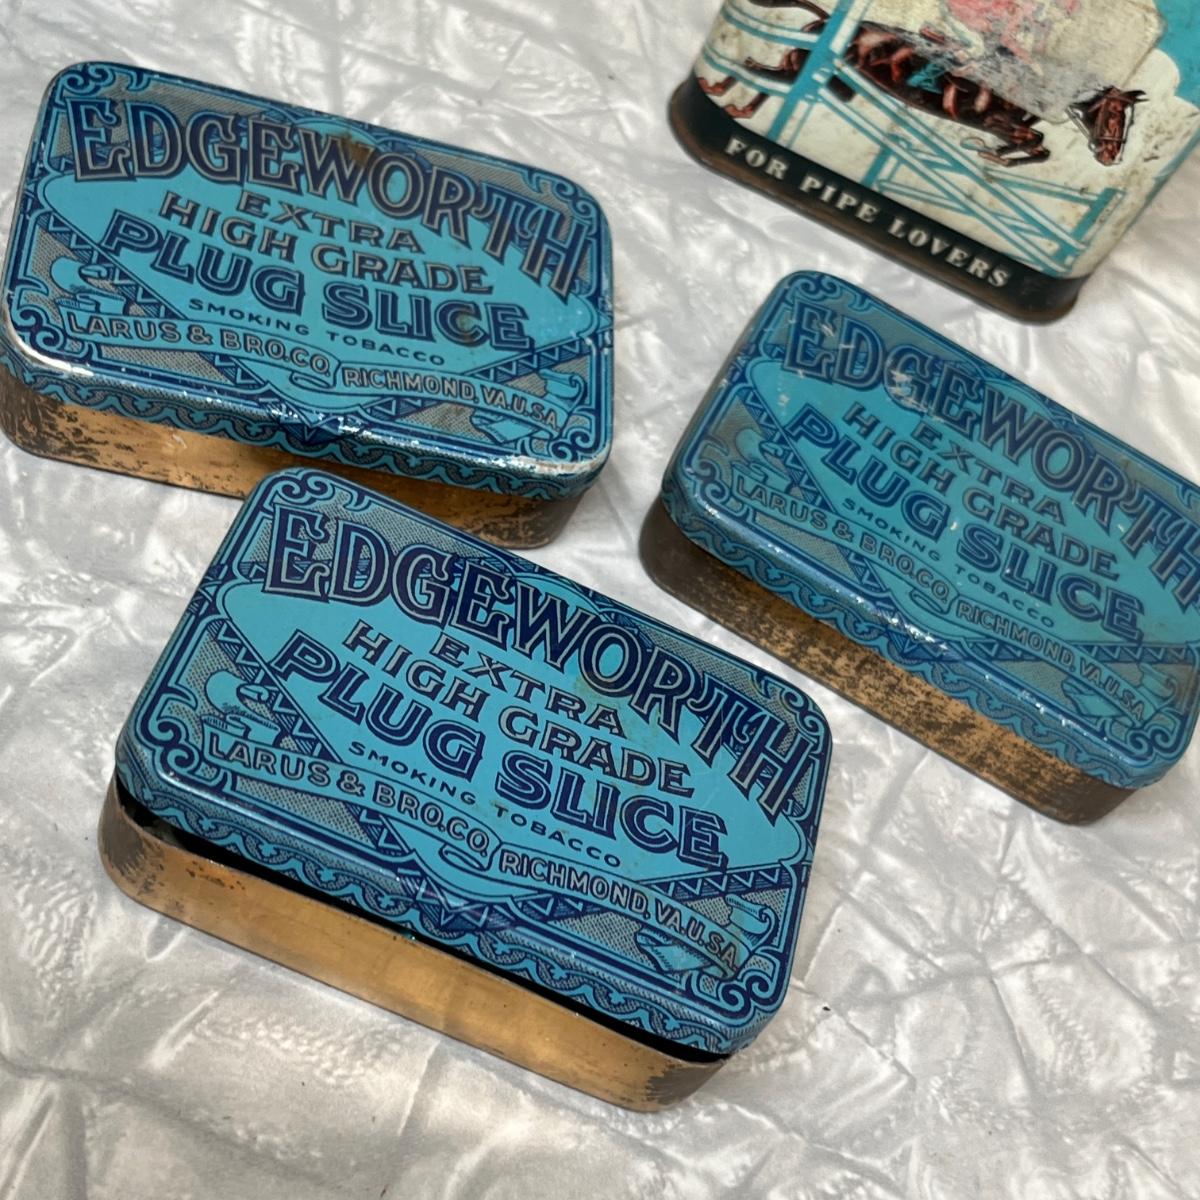 EDGEWORTH
EXTRA
HIGH GRADE
PLUG SLICE
SMOKING TOBACCO
LARUS & BRO.CO. RICHMOND, VA. U.S.A.
FOR PIPE LOVERS
EDGEWORTH
EXTRA
HIGH GRADE
PLUG SLICE
SMOKING TOBACCO
LARUS & BRO.CO. RICHMOND, VA. U.S.A.
EDGEWORTH
EXTRA
HIGH GRADE
PLUG SLICE
SMOKING TOBACCO
LARUS & BRO.CO. RICHMOND, VA. U.S.A.